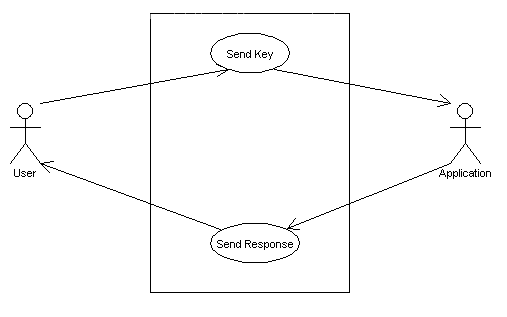 Send Key
User
Application
Send Response